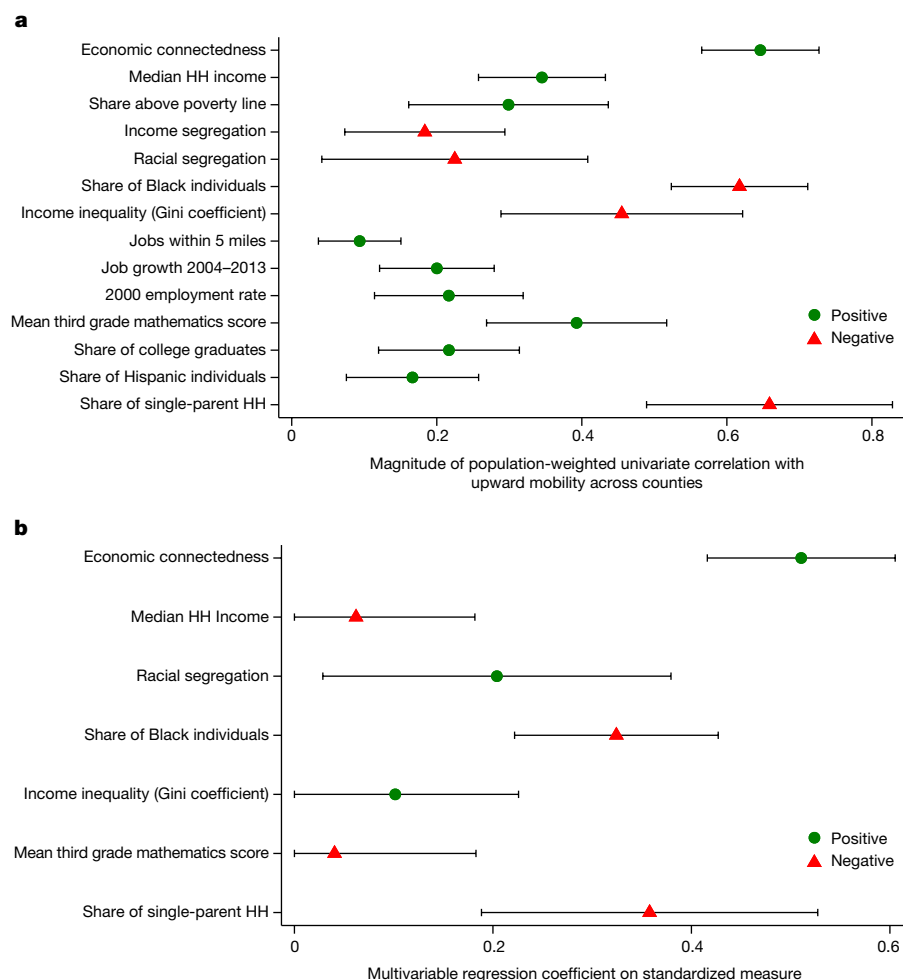 a
Economic connectedness
Median HH income
Share above poverty line
Income segregation
Racial segregation
Share of Black individuals
Income inequality (Gini coefficient)
Jobs within 5 miles
Job growth 2004–2013
2000 employment rate
Mean third grade mathematics score
Share of college graduates
Share of Hispanic individuals
Share of single-parent HH
Positive
Negative
0 0.2 0.4 0.6 0.8
Magnitude of population-weighted univariate correlation with
upward mobility across counties
b
Economic connectedness
Median HH Income
Racial segregation
Share of Black individuals
Income inequality (Gini coefficient)
Mean third grade mathematics score
Share of single-parent HH
Positive
Negative
0 0.2 0.4 0.6
Multivariable regression coefficient on standardized measure